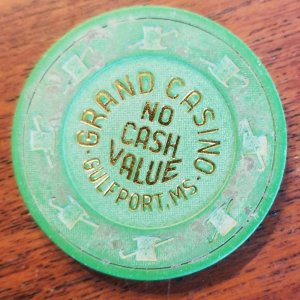 GRAND CASINO
NO
CASH
VALUE
GULFPORT, MS